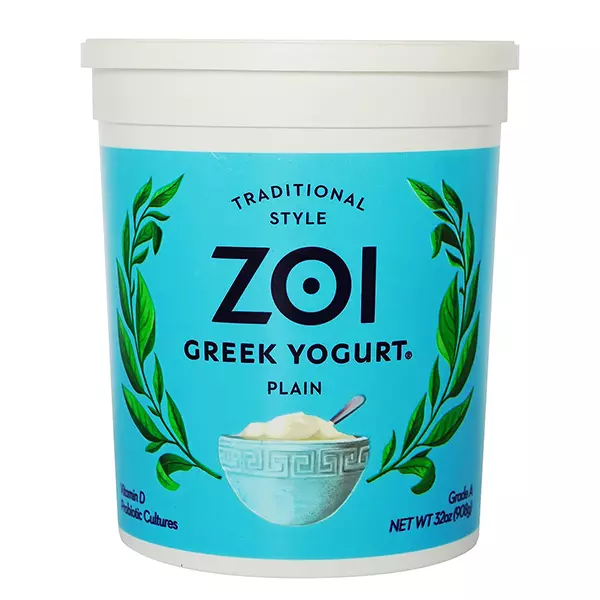 TRADITIONAL
STYLE
ZOI
GREEK YOGURT®
PLAIN
Vitamin D
Probiotic Cultures
Grade A
NET WT 32oz (908g)